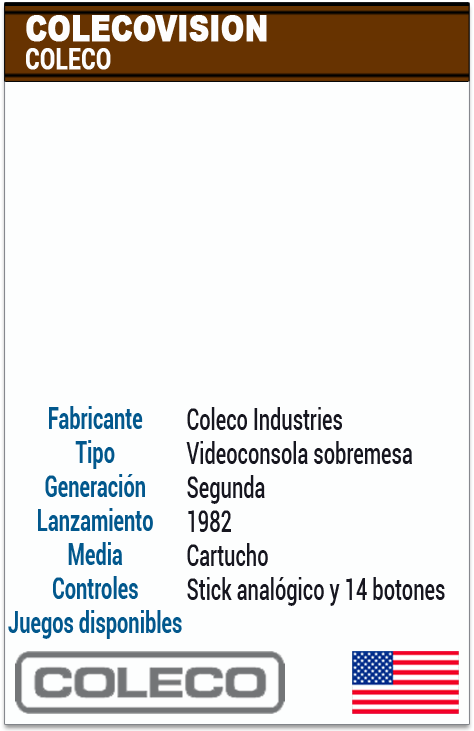 COLECOVISION
COLECO
Fabricante Coleco Industries
Tipo Videoconsola sobremesa
Generación Segunda
Lanzamiento 1982
Media Cartucho
Controles Stick analógico y 14 botones
Juegos disponibles
COLECO